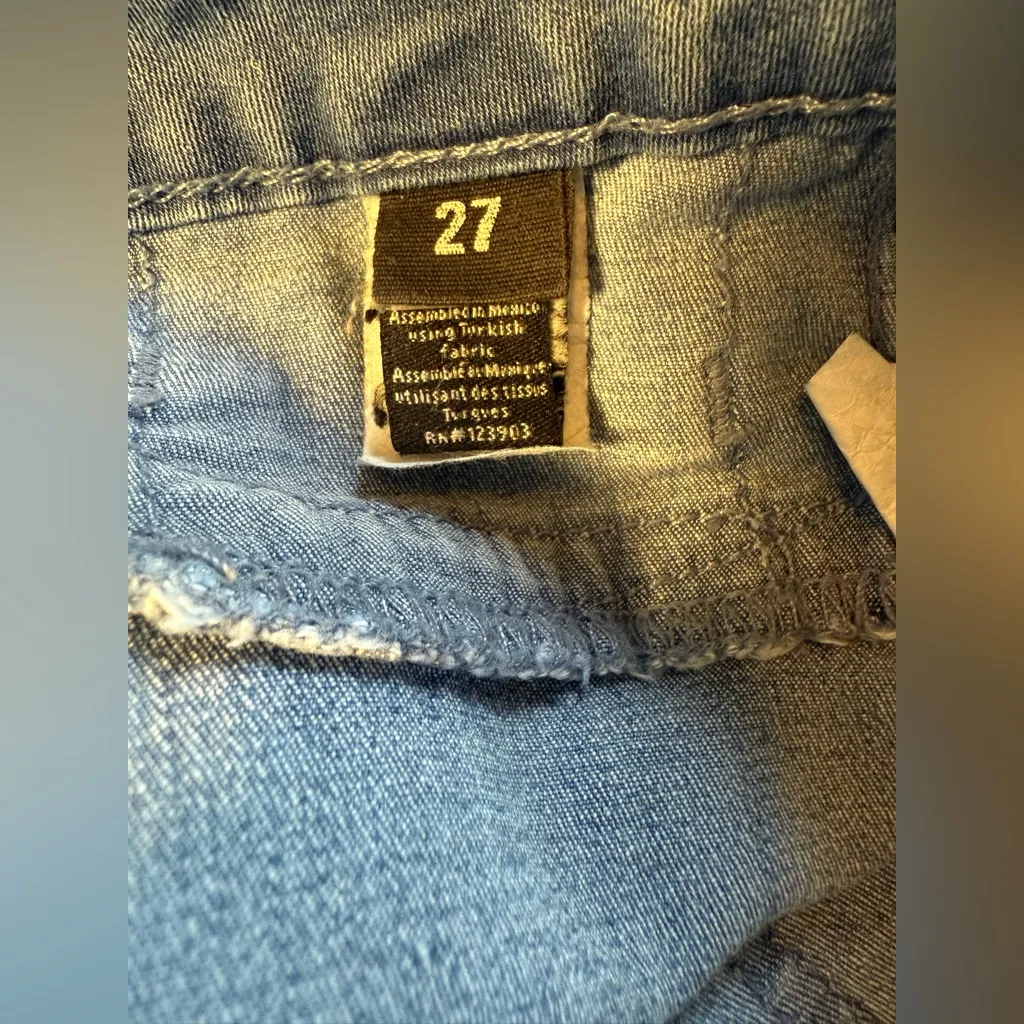 27
Assembled in Mexico
using Turkish
fabric
Assemblé au Mexique
utilisant des tissus
Turques
RN#123903